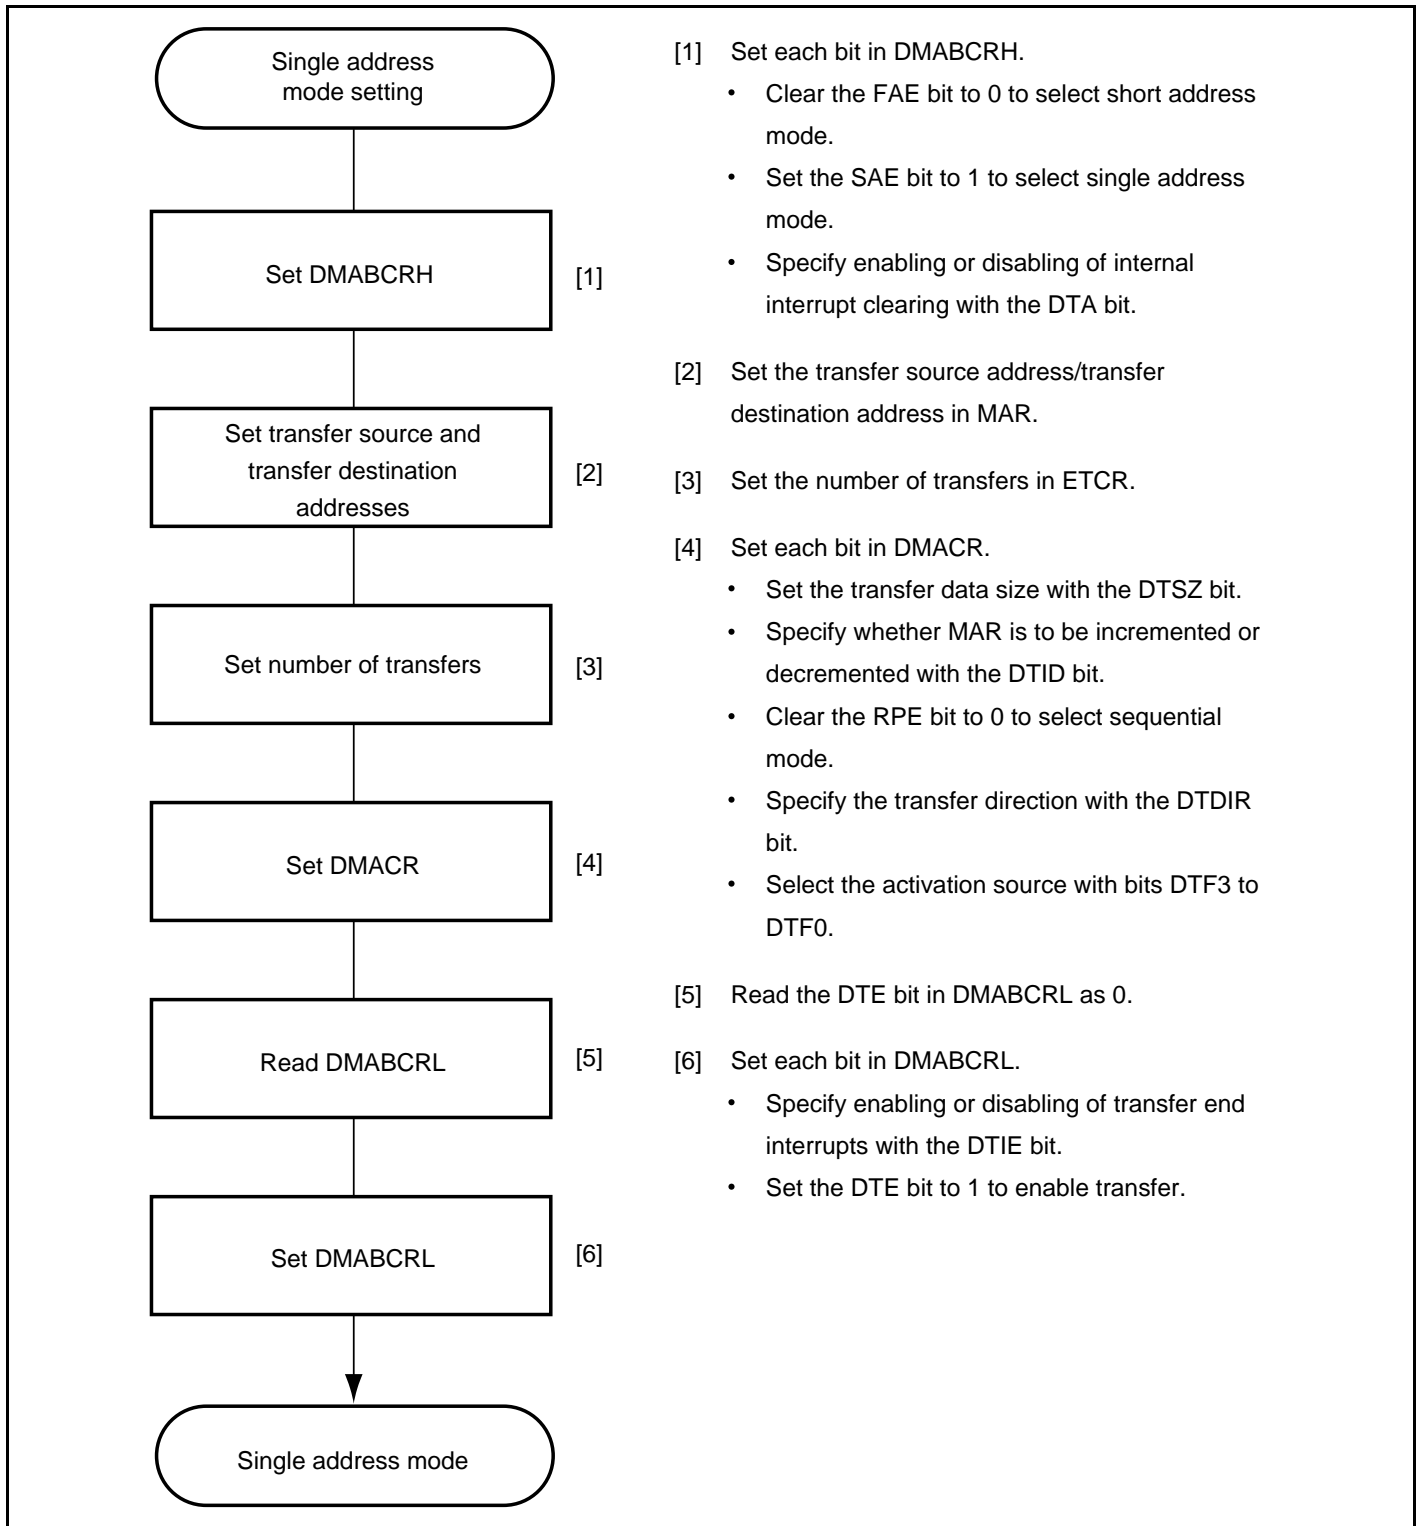 Single address
mode setting
Set DMABCRH
[1]
Set transfer source and
transfer destination
addresses
[2]
Set number of transfers
[3]
Set DMACR
[4]
Read DMABCRL
[5]
Set DMABCRL
[6]
Single address mode
[1] Set each bit in DMABCRH.
• Clear the FAE bit to 0 to select short address
mode.
• Set the SAE bit to 1 to select single address
mode.
• Specify enabling or disabling of internal
interrupt clearing with the DTA bit.
[2] Set the transfer source address/transfer
destination address in MAR.
[3] Set the number of transfers in ETCR.
[4] Set each bit in DMACR.
• Set the transfer data size with the DTSZ bit.
• Specify whether MAR is to be incremented or
decremented with the DTID bit.
• Clear the RPE bit to 0 to select sequential
mode.
• Specify the transfer direction with the DTDIR
bit.
• Select the activation source with bits DTF3 to
DTF0.
[5] Read the DTE bit in DMABCRL as 0.
[6] Set each bit in DMABCRL.
• Specify enabling or disabling of transfer end
interrupts with the DTIE bit.
• Set the DTE bit to 1 to enable transfer.